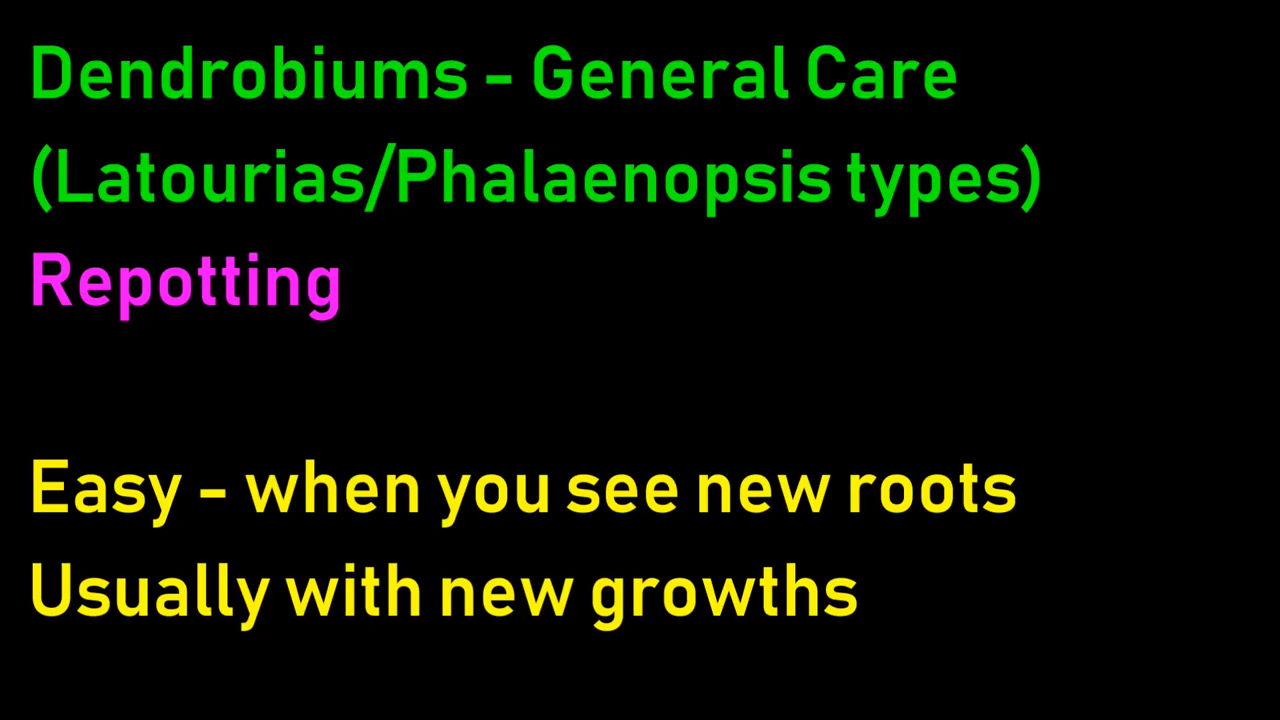 Dendrobiums - General Care
(Latourias/Phalaenopsis types)
Repotting
Easy - when you see new roots
Usually with new growths